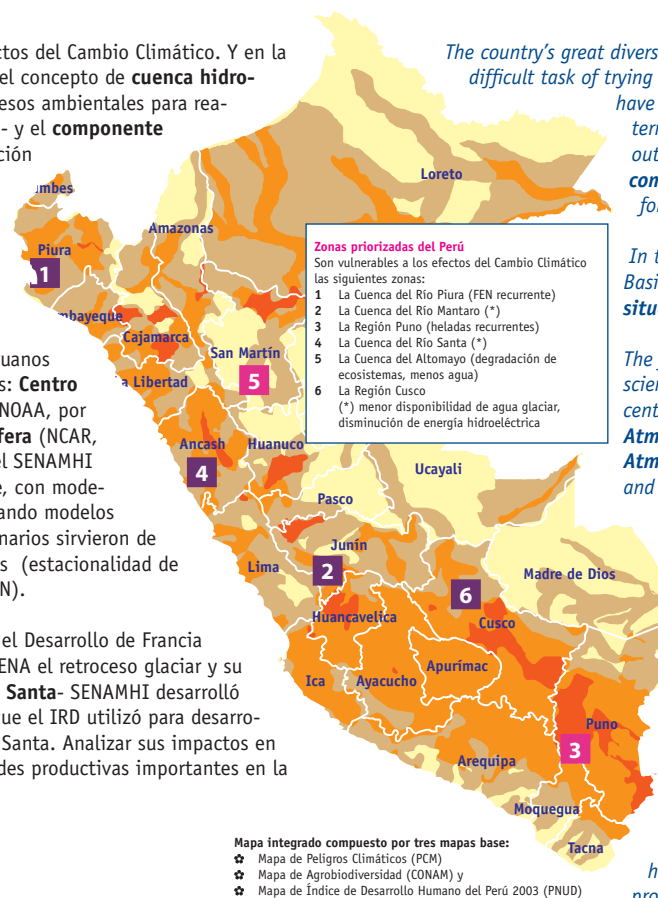 ctos del Cambio Climático. Y en la
el concepto de cuenca hidro-
esos ambientales para rea-
- y el componente
ción
uanos
s: Centro
NOAA, por
fera (NCAR,
el SENAMHI
e, con mode-
ando modelos
narios sirvieron de
s (estacionalidad de
N).
el Desarrollo de Francia
ENA el retroceso glaciar y su
Santa- SENAMHI desarrolló
que el IRD utilizó para desarro-
Santa. Analizar sus impactos en
des productivas importantes en la
The country's great divers
difficult task of trying
have
ter
out
con
fo
In t
Basi
situ
The
scien
cent
Atm
Atm
and
h
pro
mbes
Piura
1
mbayeque
Amazonas
Loreto
Cajamarca
San Martín
5
a Libertad
Ancash
4
Huanuco
Ucayali
Pasco
Junín
2
Lima
Madre de Dios
6
Cusco
Huancavelica
Ica
Ayacucho
Apurímac
Puno
3
Arequipa
Moquegua
Tacna
Zonas priorizadas del Perú
Son vulnerables a los efectos del Cambio Climático
las siguientes zonas:
1 La Cuenca del Río Piura (FEN recurrente)
2 La Cuenca del Río Mantaro (*)
3 La Región Puno (heladas recurrentes)
4 La Cuenca del Río Santa (*)
5 La Cuenca del Altomayo (degradación de
ecosistemas, menos agua)
6 La Región Cusco
(*) menor disponibilidad de agua glaciar,
disminución de energía hidroeléctrica
Mapa integrado compuesto por tres mapas base:
✿ Mapa de Peligros Climáticos (PCM)
✿ Mapa de Agrobiodiversidad (CONAM) y
✿ Mapa de Índice de Desarrollo Humano del Perú 2003 (PNUD)